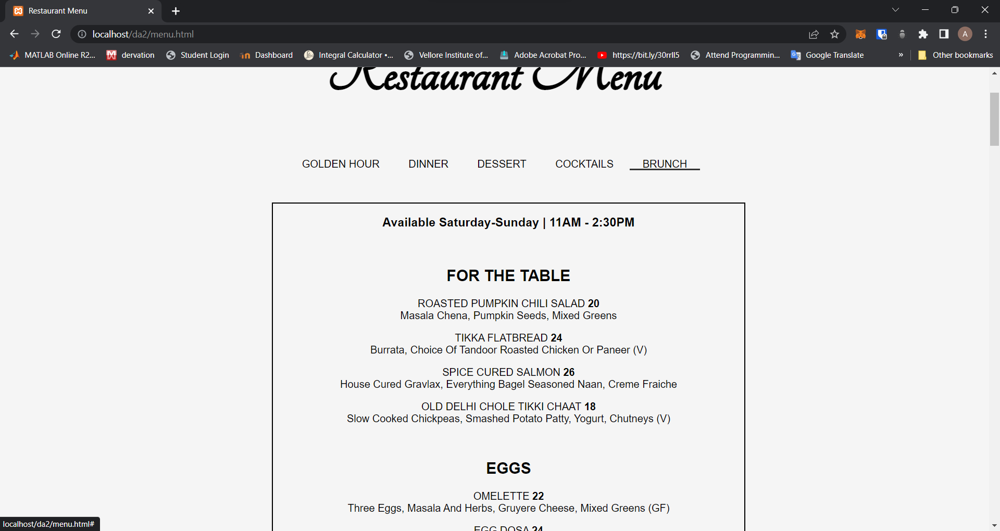 Restaurant Menu
localhost/da2/menu.html
MATLAB Online R2... dervation Student Login Dashboard Integral Calculator •... Vellore Institute of... Adobe Acrobat Pro... https://bit.ly/30rrlI5 Attend Programmin... Google Translate » Other bookmarks
A
Restaurant Menu
GOLDEN HOUR DINNER DESSERT COCKTAILS BRUNCH
Available Saturday-Sunday | 11AM - 2:30PM
FOR THE TABLE
ROASTED PUMPKIN CHILI SALAD 20
Masala Chena, Pumpkin Seeds, Mixed Greens
TIKKA FLATBREAD 24
Burrata, Choice Of Tandoor Roasted Chicken Or Paneer (V)
SPICE CURED SALMON 26
House Cured Gravlax, Everything Bagel Seasoned Naan, Creme Fraiche
OLD DELHI CHOLE TIKKI CHAAT 18
Slow Cooked Chickpeas, Smashed Potato Patty, Yogurt, Chutneys (V)
EGGS
OMELETTE 22
Three Eggs, Masala And Herbs, Gruyere Cheese, Mixed Greens (GF)
EGG DOSA 24
localhost/da2/menu.html#